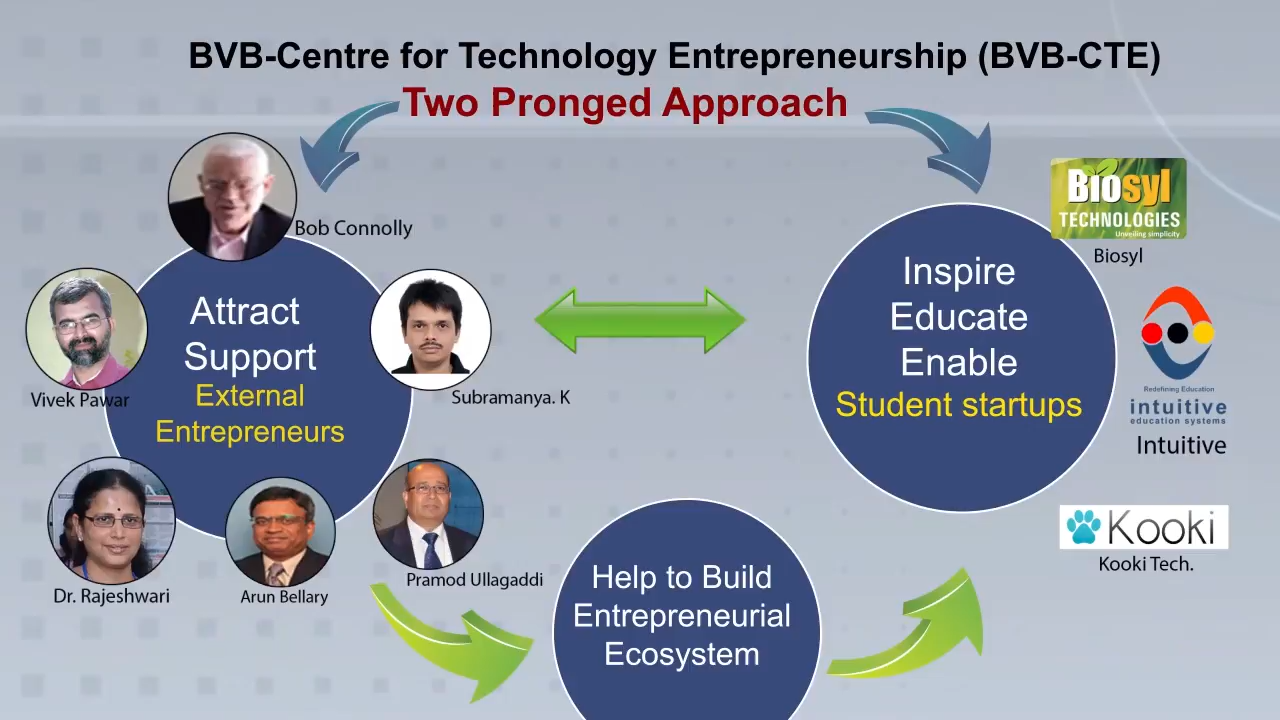 BVB-Centre for Technology Entrepreneurship (BVB-CTE)
Two Pronged Approach
Bob Connolly
Attract
Support
External
Entrepreneurs
Vivek Pawar
Subramanya. K
Dr. Rajeshwari
Arun Bellary
Pramod Ullagaddi
Help to Build
Entrepreneurial
Ecosystem
Inspire
Educate
Enable
Student startups
Biosyl
TECHNOLOGIES
Unveiling simplicity
Biosyl
Redefining Education
intuitive
education systems
Intuitive
Kooki
Kooki Tech.